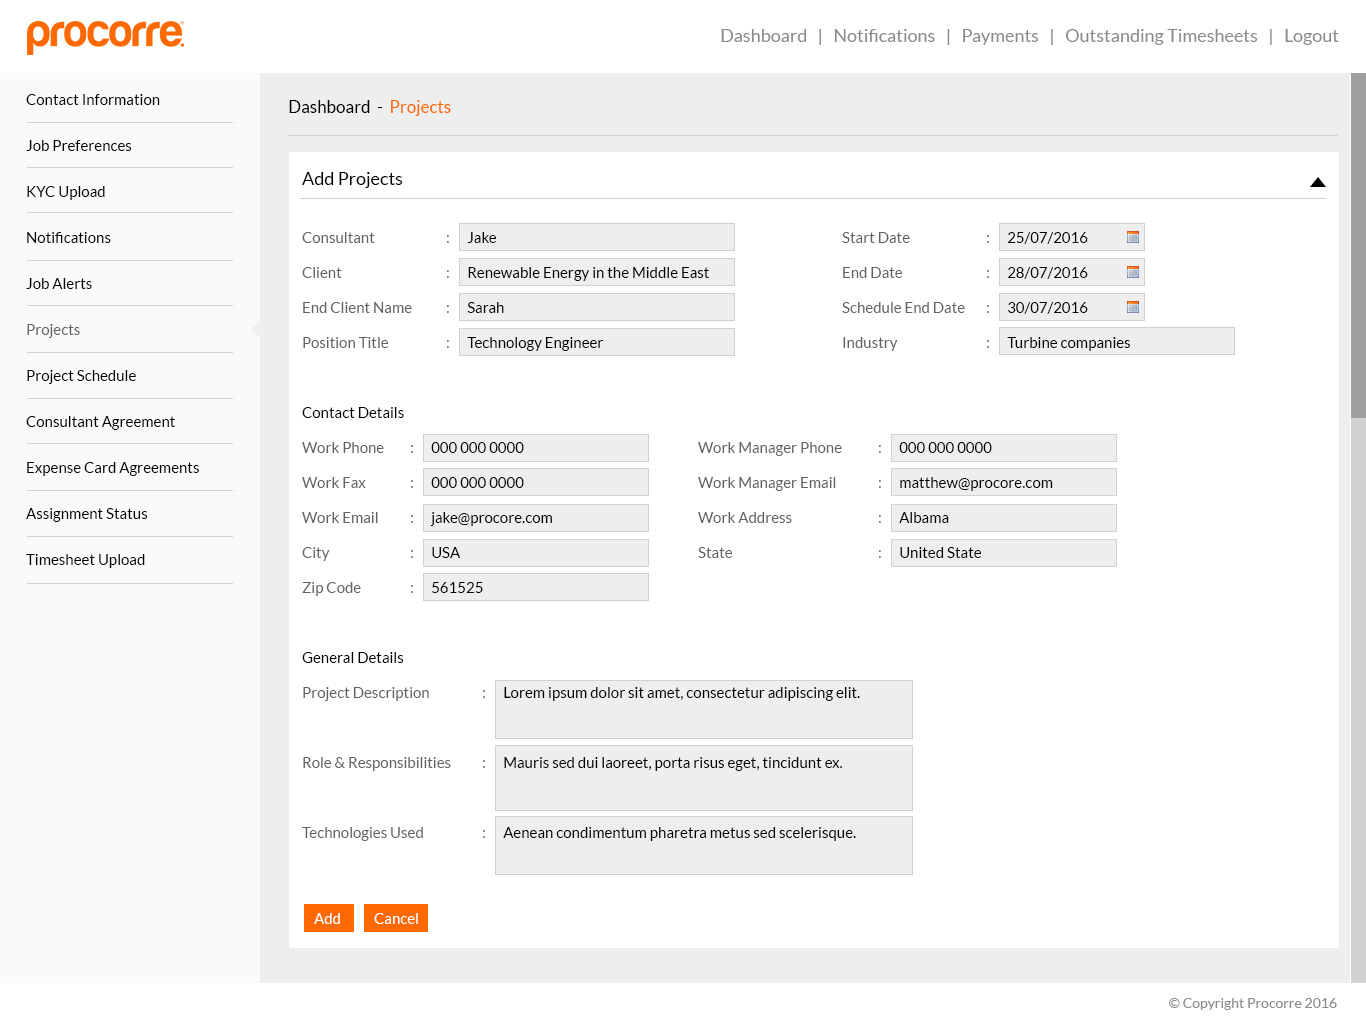 procorre
Dashboard | Notifications | Payments | Outstanding Timesheets | Logout
Contact Information
Job Preferences
KYC Upload
Notifications
Job Alerts
Projects
Project Schedule
Consultant Agreement
Expense Card Agreements
Assignment Status
Timesheet Upload
Dashboard - Projects
Add Projects
Consultant : Jake
Start Date : 25/07/2016
Client : Renewable Energy in the Middle East
End Date : 28/07/2016
End Client Name : Sarah
Schedule End Date : 30/07/2016
Position Title : Technology Engineer
Industry : Turbine companies
Contact Details
Work Phone : 000 000 0000
Work Manager Phone : 000 000 0000
Work Fax : 000 000 0000
Work Manager Email : matthew@procore.com
Work Email : jake@procore.com
Work Address : Albama
City : USA
State : United State
Zip Code : 561525
General Details
Project Description : Lorem ipsum dolor sit amet, consectetur adipiscing elit.
Role & Responsibilities : Mauris sed dui laoreet, porta risus eget, tincidunt ex.
Technologies Used : Aenean condimentum pharetra metus sed scelerisque.
Add Cancel
© Copyright Procorre 2016